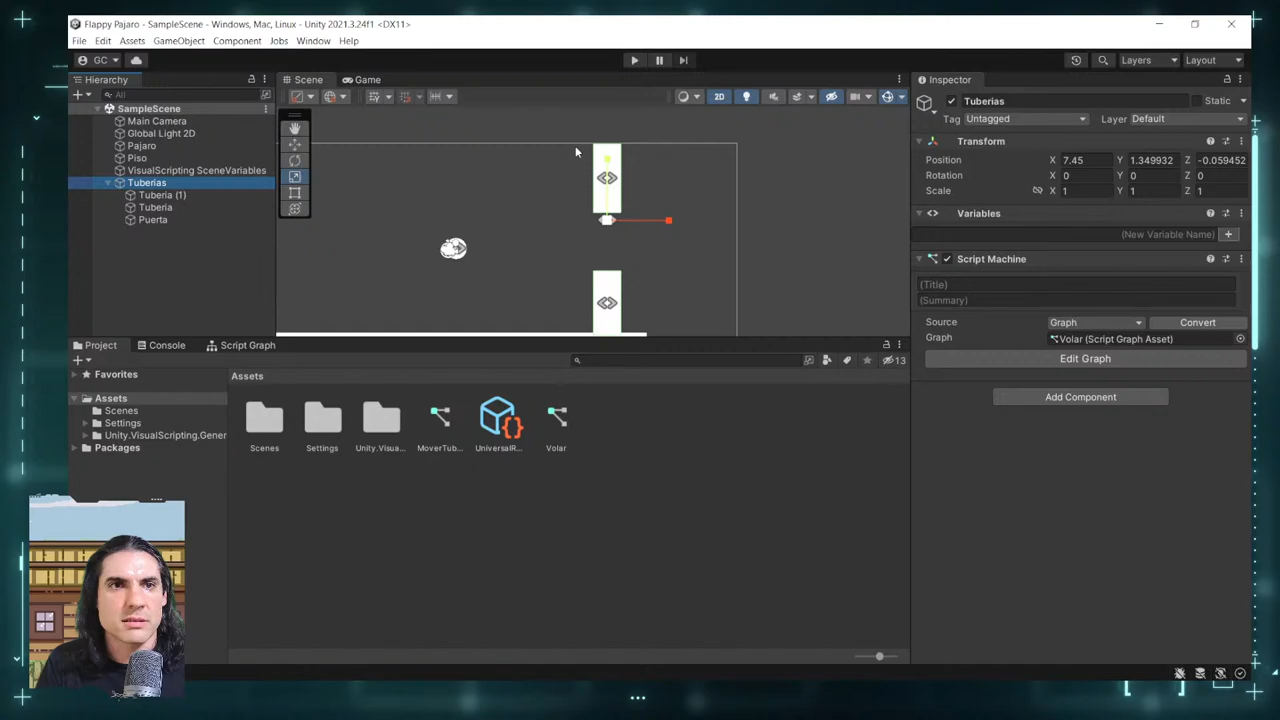 Flappy Pajaro - SampleScene - Windows, Mac, Linux - Unity 2021.3.24f1 <DX11>
File Edit Assets GameObject Component Jobs Window Help
GC
Layers Layout
Hierarchy
All
SampleScene
Main Camera
Global Light 2D
Pajaro
Piso
VisualScripting SceneVariables
Tuberias
Tuberia (1)
Tuberia
Puerta
Scene Game
2D
Inspector
Tuberias Static
Tag Untagged Layer Default
Transform
Position X 7.45 Y 1.349932 Z -0.059452
Rotation X 0 Y 0 Z 0
Scale X 1 Y 1 Z 1
Variables
(New Variable Name)
Script Machine
(Title)
(Summary)
Source Graph Convert
Graph Volar (Script Graph Asset)
Edit Graph
Add Component
Project Console Script Graph
13
Favorites
Assets
Scenes
Settings
Unity.VisualScripting.Gener
Packages
Assets
Scenes Settings Unity.Visua... MoverTub... UniversalR... Volar